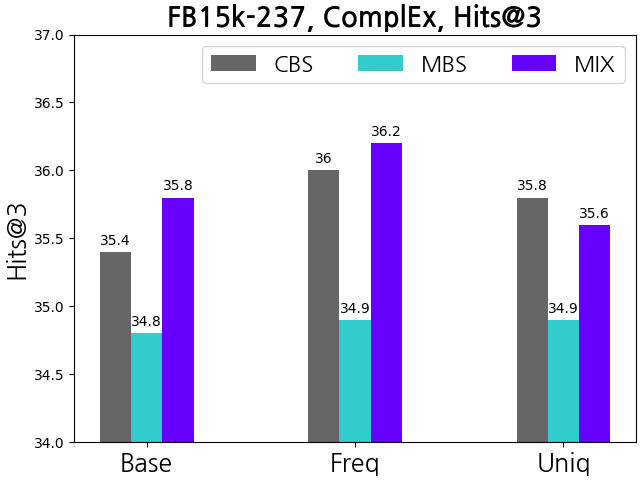 FB15k-237, ComplEx, Hits@3
37.0
CBS MBS MIX
36.5
36.2
36
36.0
35.8 35.8
35.6
35.5
35.4
Hits@3
35.0
34.8 34.9 34.9
34.5
34.0
Base Freq Uniq